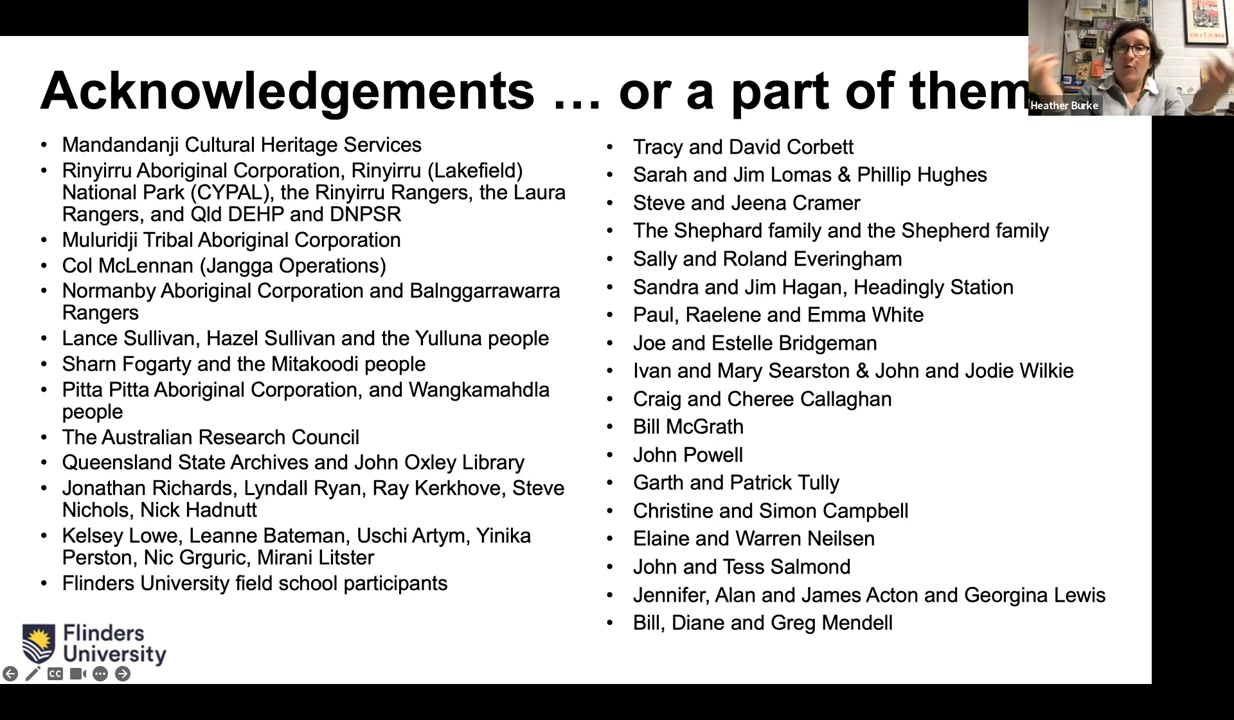 Acknowledgements … or a part of them
Heather Burke
• Mandandanji Cultural Heritage Services
• Rinyirru Aboriginal Corporation, Rinyirru (Lakefield)
National Park (CYPAL), the Rinyirru Rangers, the Laura
Rangers, and Qld DEHP and DNPSR
• Muluridji Tribal Aboriginal Corporation
• Col McLennan (Jangga Operations)
• Normanby Aboriginal Corporation and Balnggarrawarra
Rangers
• Lance Sullivan, Hazel Sullivan and the Yulluna people
• Sharn Fogarty and the Mitakoodi people
• Pitta Pitta Aboriginal Corporation, and Wangkamahdla
people
• The Australian Research Council
• Queensland State Archives and John Oxley Library
• Jonathan Richards, Lyndall Ryan, Ray Kerkhove, Steve
Nichols, Nick Hadnutt
• Kelsey Lowe, Leanne Bateman, Uschi Artym, Yinika
Perston, Nic Grguric, Mirani Litster
• Flinders University field school participants
• Tracy and David Corbett
• Sarah and Jim Lomas & Phillip Hughes
• Steve and Jeena Cramer
• The Shephard family and the Shepherd family
• Sally and Roland Everingham
• Sandra and Jim Hagan, Headingly Station
• Paul, Raelene and Emma White
• Joe and Estelle Bridgeman
• Ivan and Mary Searston & John and Jodie Wilkie
• Craig and Cheree Callaghan
• Bill McGrath
• John Powell
• Garth and Patrick Tully
• Christine and Simon Campbell
• Elaine and Warren Neilsen
• John and Tess Salmond
• Jennifer, Alan and James Acton and Georgina Lewis
• Bill, Diane and Greg Mendell
Flinders
University
CC